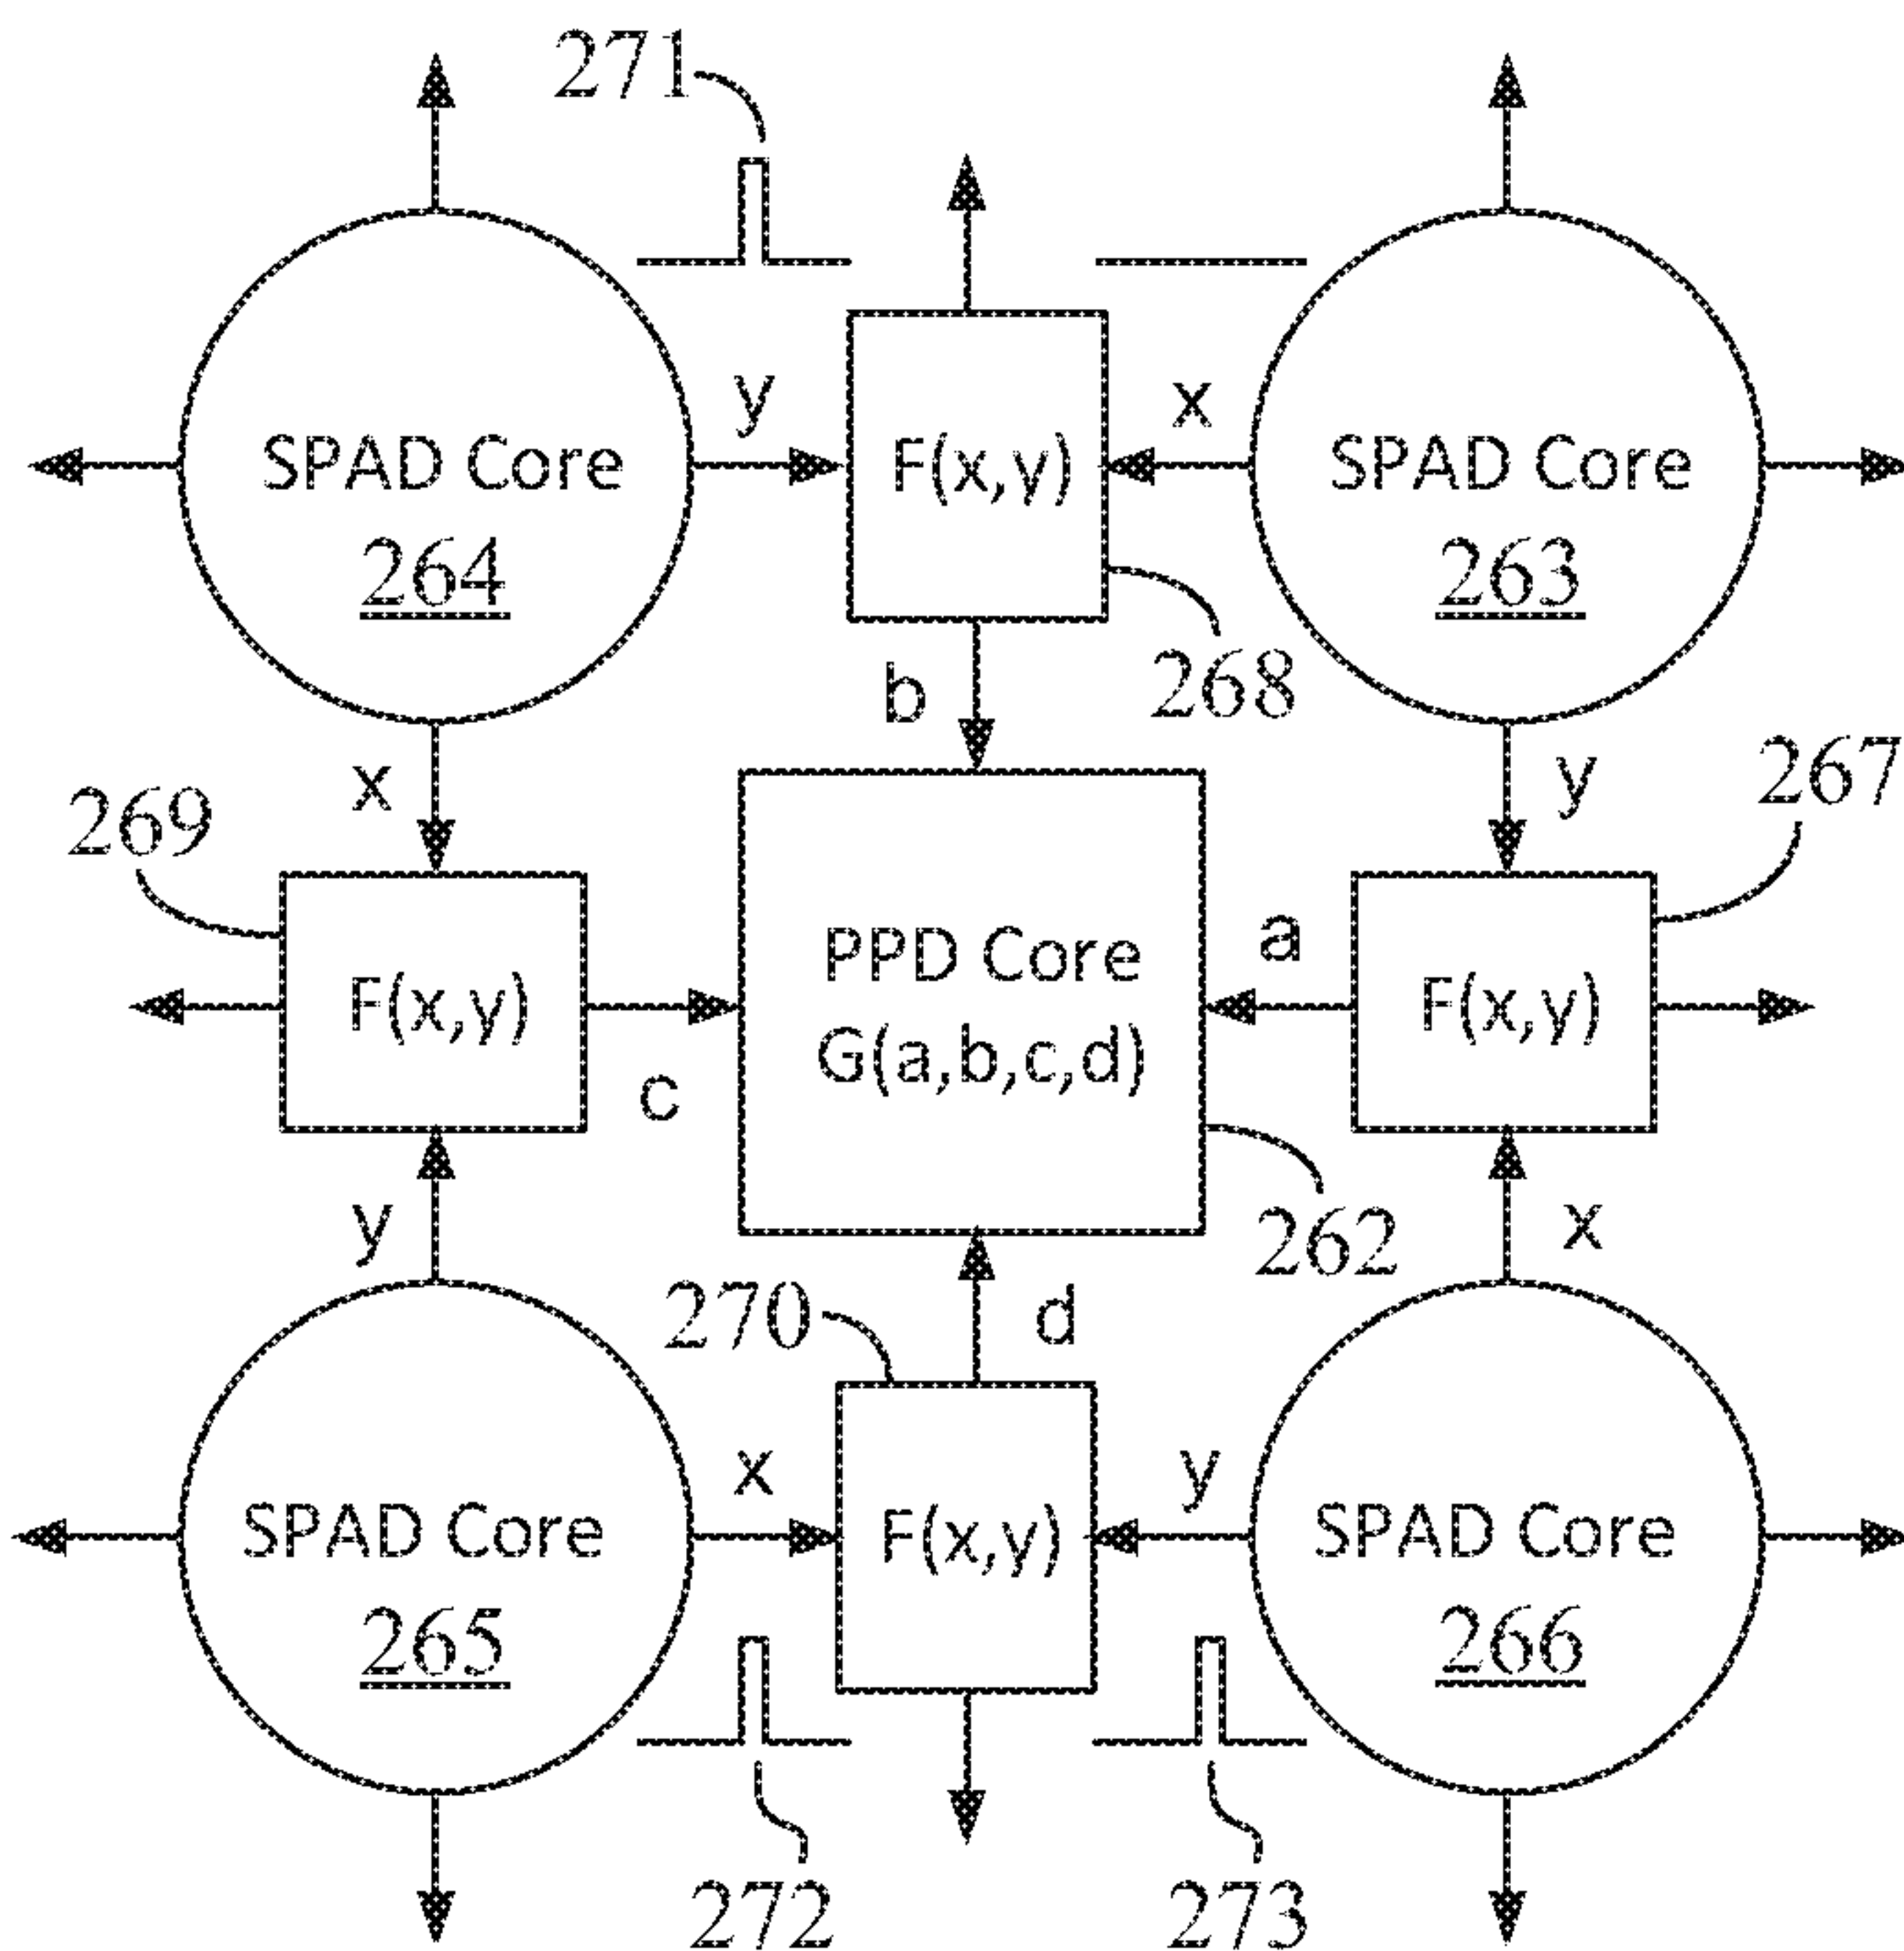 271
y
x
SPAD Core
264
F(x,y)
SPAD Core
263
b
268
x
y
267
269
PPD Core
G(a,b,c,d)
a
F(x,y)
F(x,y)
c
y
262
x
270
d
x
y
SPAD Core
265
F(x,y)
SPAD Core
266
272
273